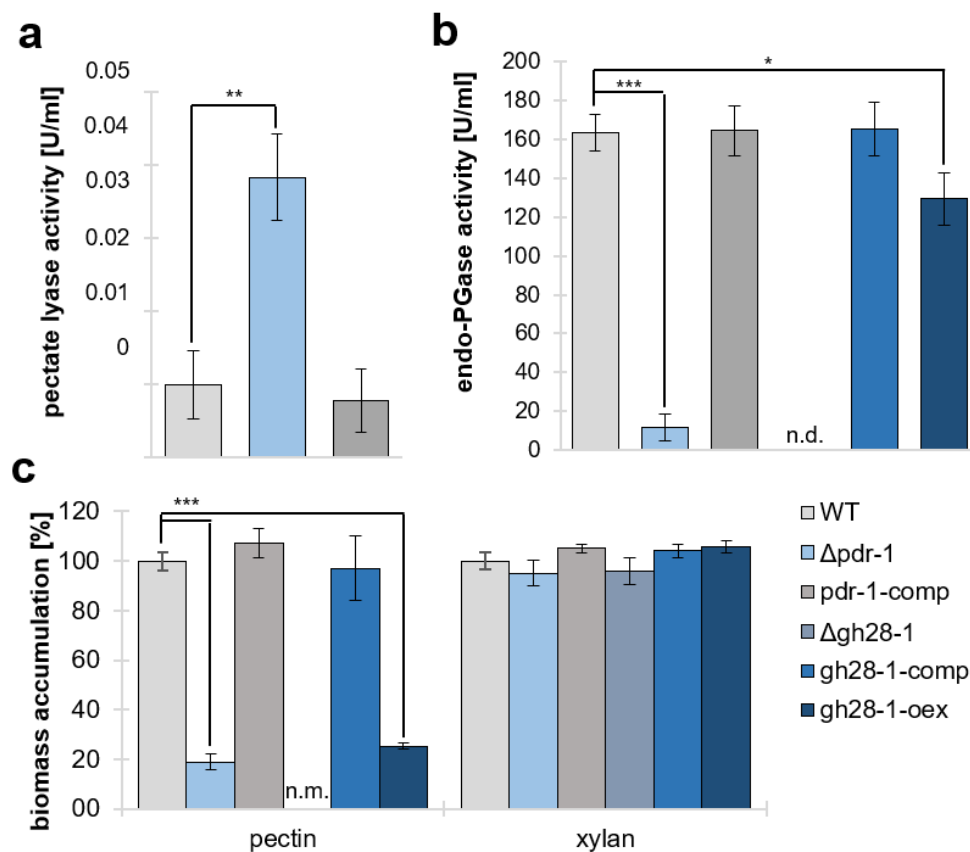 a
pectate lyase activity [U/ml]
0.05
0.04
0.03
0.02
0.01
0
**
b
endo-PGase activity [U/ml]
200
180
160
140
120
100
80
60
40
20
0
***
*
n.d.
c
biomass accumulation [%]
120
100
80
60
40
20
00
***
n.m.
pectin
xylan
WT
Δpdr-1
pdr-1-comp
Δgh28-1
gh28-1-comp
gh28-1-oex